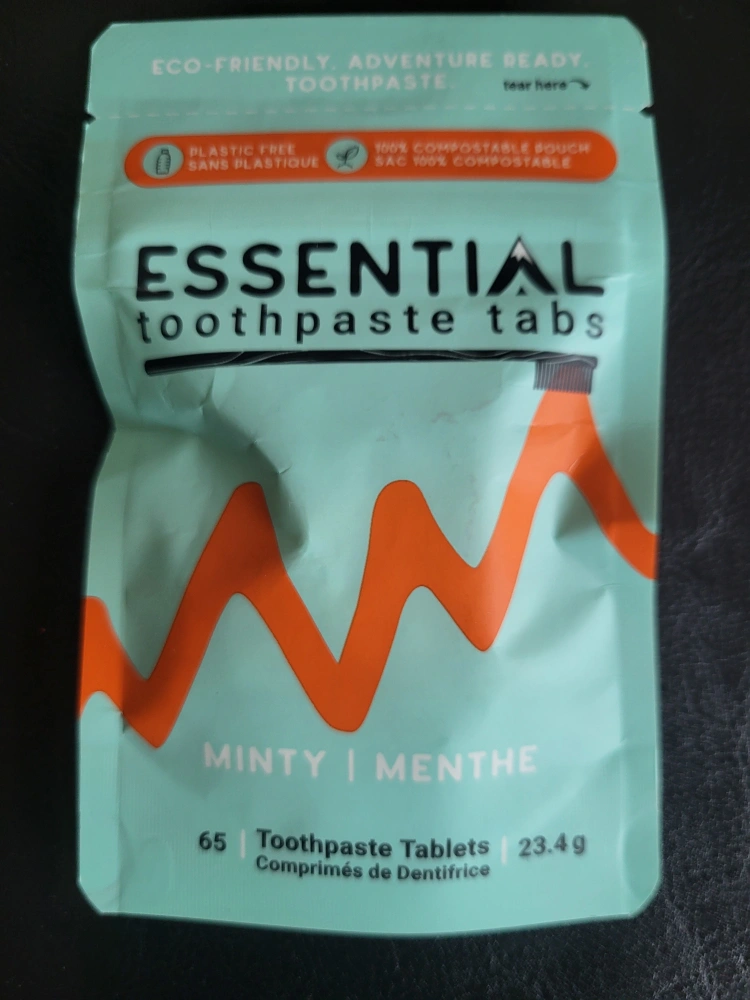 ECO-FRIENDLY. ADVENTURE READY.
TOOTHPASTE.
tear here
PLASTIC FREE
SANS PLASTIQUE
100% COMPOSTABLE POUCH
SAC 100% COMPOSTABLE
ESSENTIAL
toothpaste tabs
MINTY | MENTHE
65 | Toothpaste Tablets | 23.4 g
Comprimés de Dentifrice